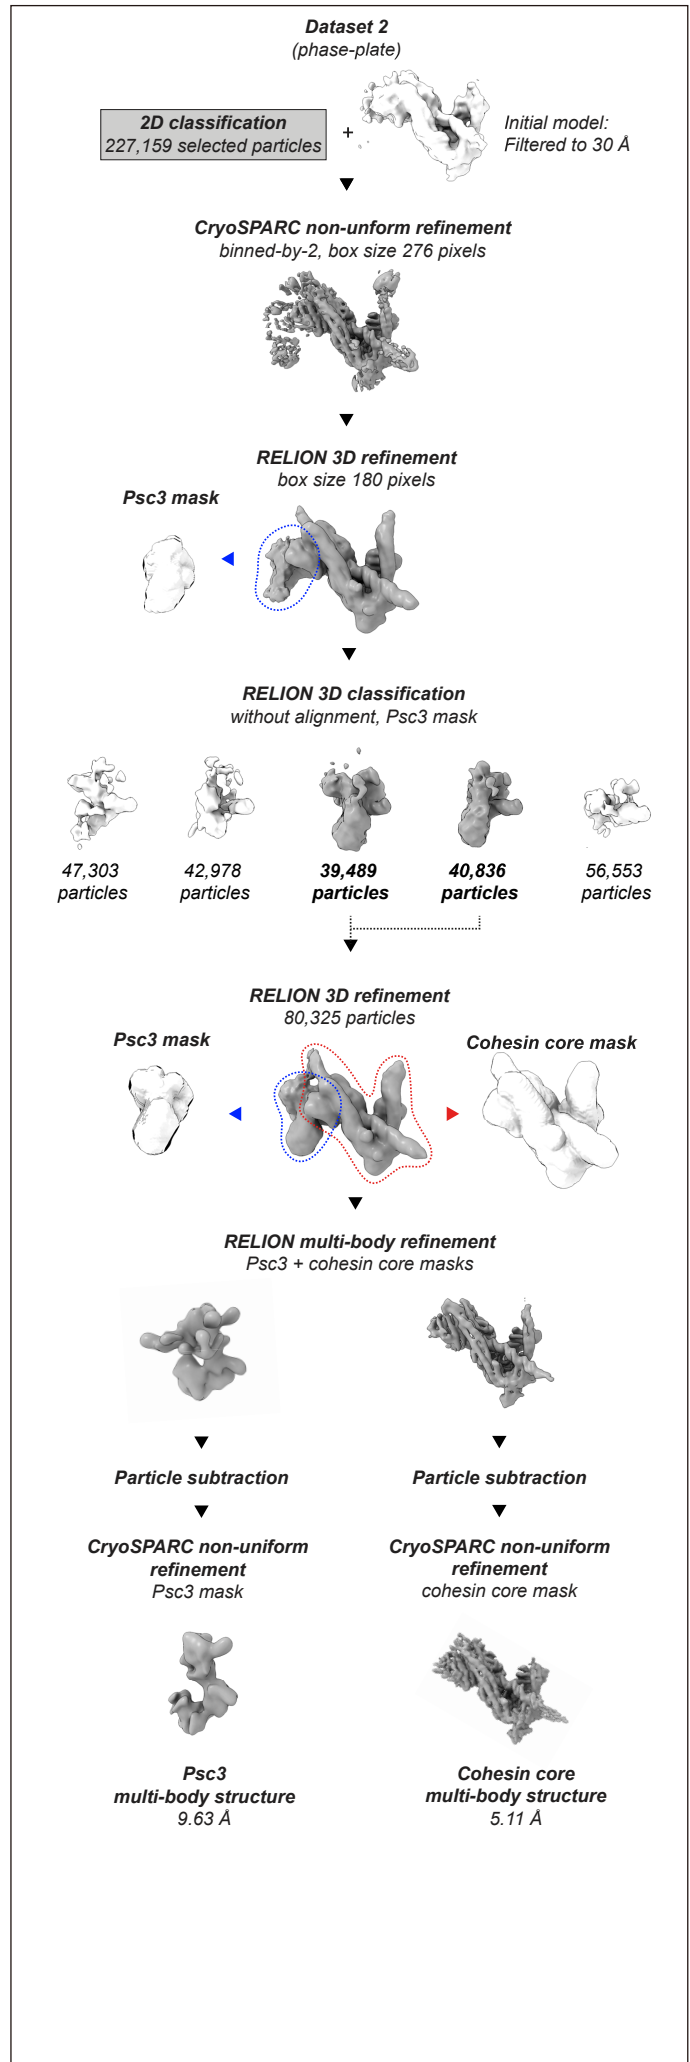 Dataset 2
(phase-plate)
2D classification
227,159 selected particles
+
Initial model:
Filtered to 30 Å
CryoSPARC non-unform refinement
binned-by-2, box size 276 pixels
RELION 3D refinement
box size 180 pixels
Psc3 mask
RELION 3D classification
without alignment, Psc3 mask
47,303
particles
42,978
particles
39,489
particles
40,836
particles
56,553
particles
RELION 3D refinement
80,325 particles
Psc3 mask
Cohesin core mask
RELION multi-body refinement
Psc3 + cohesin core masks
Particle subtraction
Particle subtraction
CryoSPARC non-uniform
refinement
Psc3 mask
CryoSPARC non-uniform
refinement
cohesin core mask
Psc3
multi-body structure
9.63 Å
Cohesin core
multi-body structure
5.11 Å